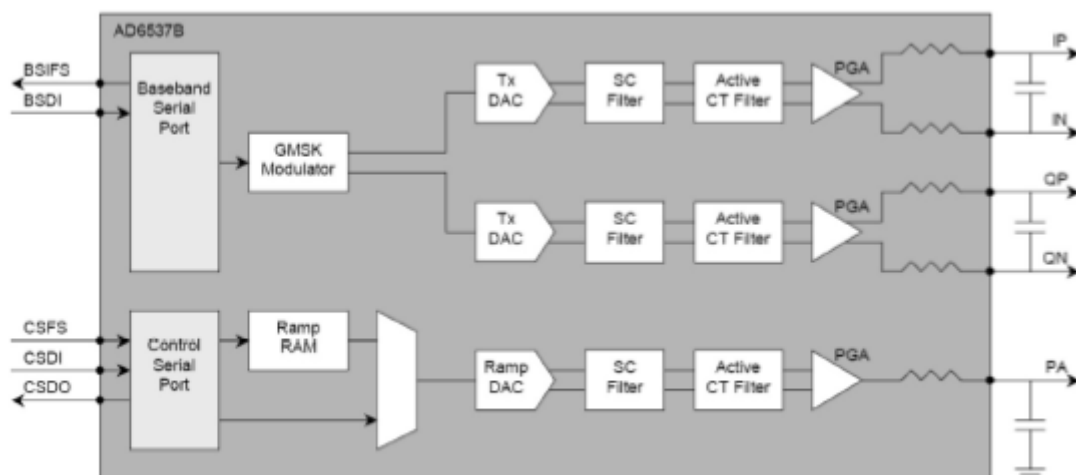 AD6537B
BSIFS
BSDI
Baseband
Serial
Port
GMSK
Modulator
Tx
DAC
SC
Filter
Active
CT Filter
PGA
IP
IN
Tx
DAC
SC
Filter
Active
CT Filter
PGA
QP
QN
CSFS
CSDI
CSDO
Control
Serial
Port
Ramp
RAM
Ramp
DAC
SC
Filter
Active
CT Filter
PGA
PA